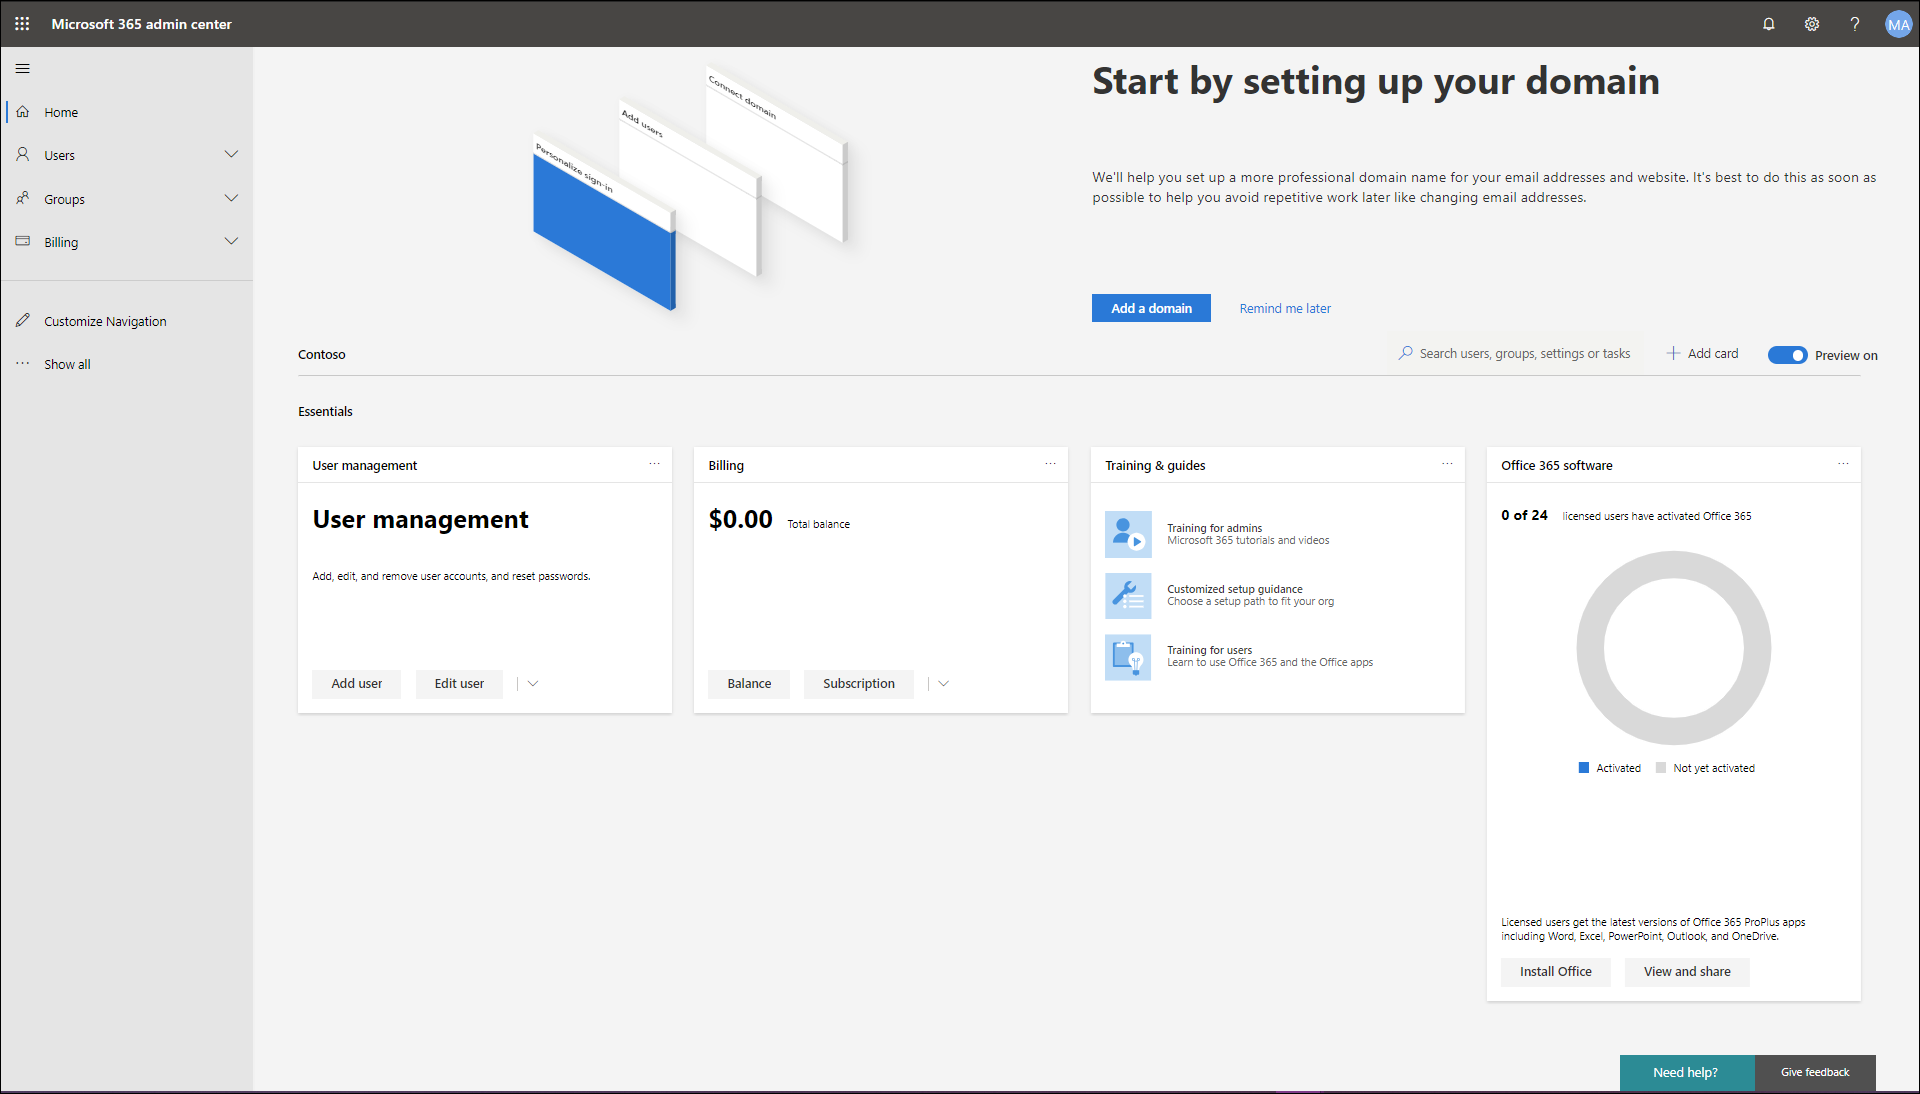 Microsoft 365 admin center
MA
Home
Users
Groups
Billing
Customize Navigation
Show all
Connect domain
Add users
Personalize sign-in
Start by setting up your domain
We'll help you set up a more professional domain name for your email addresses and website. It's best to do this as soon as
possible to help you avoid repetitive work later like changing email addresses.
Add a domain
Remind me later
Contoso
Search users, groups, settings or tasks
Add card
Preview on
Essentials
User management
User management
Add, edit, and remove user accounts, and reset passwords.
Add user
Edit user
Billing
$0.00 Total balance
Balance
Subscription
Training & guides
Training for admins
Microsoft 365 tutorials and videos
Customized setup guidance
Choose a setup path to fit your org
Training for users
Learn to use Office 365 and the Office apps
Office 365 software
0 of 24 licensed users have activated Office 365
Activated
Not yet activated
Licensed users get the latest versions of Office 365 ProPlus apps
including Word, Excel, PowerPoint, Outlook, and OneDrive.
Install Office
View and share
Need help?
Give feedback